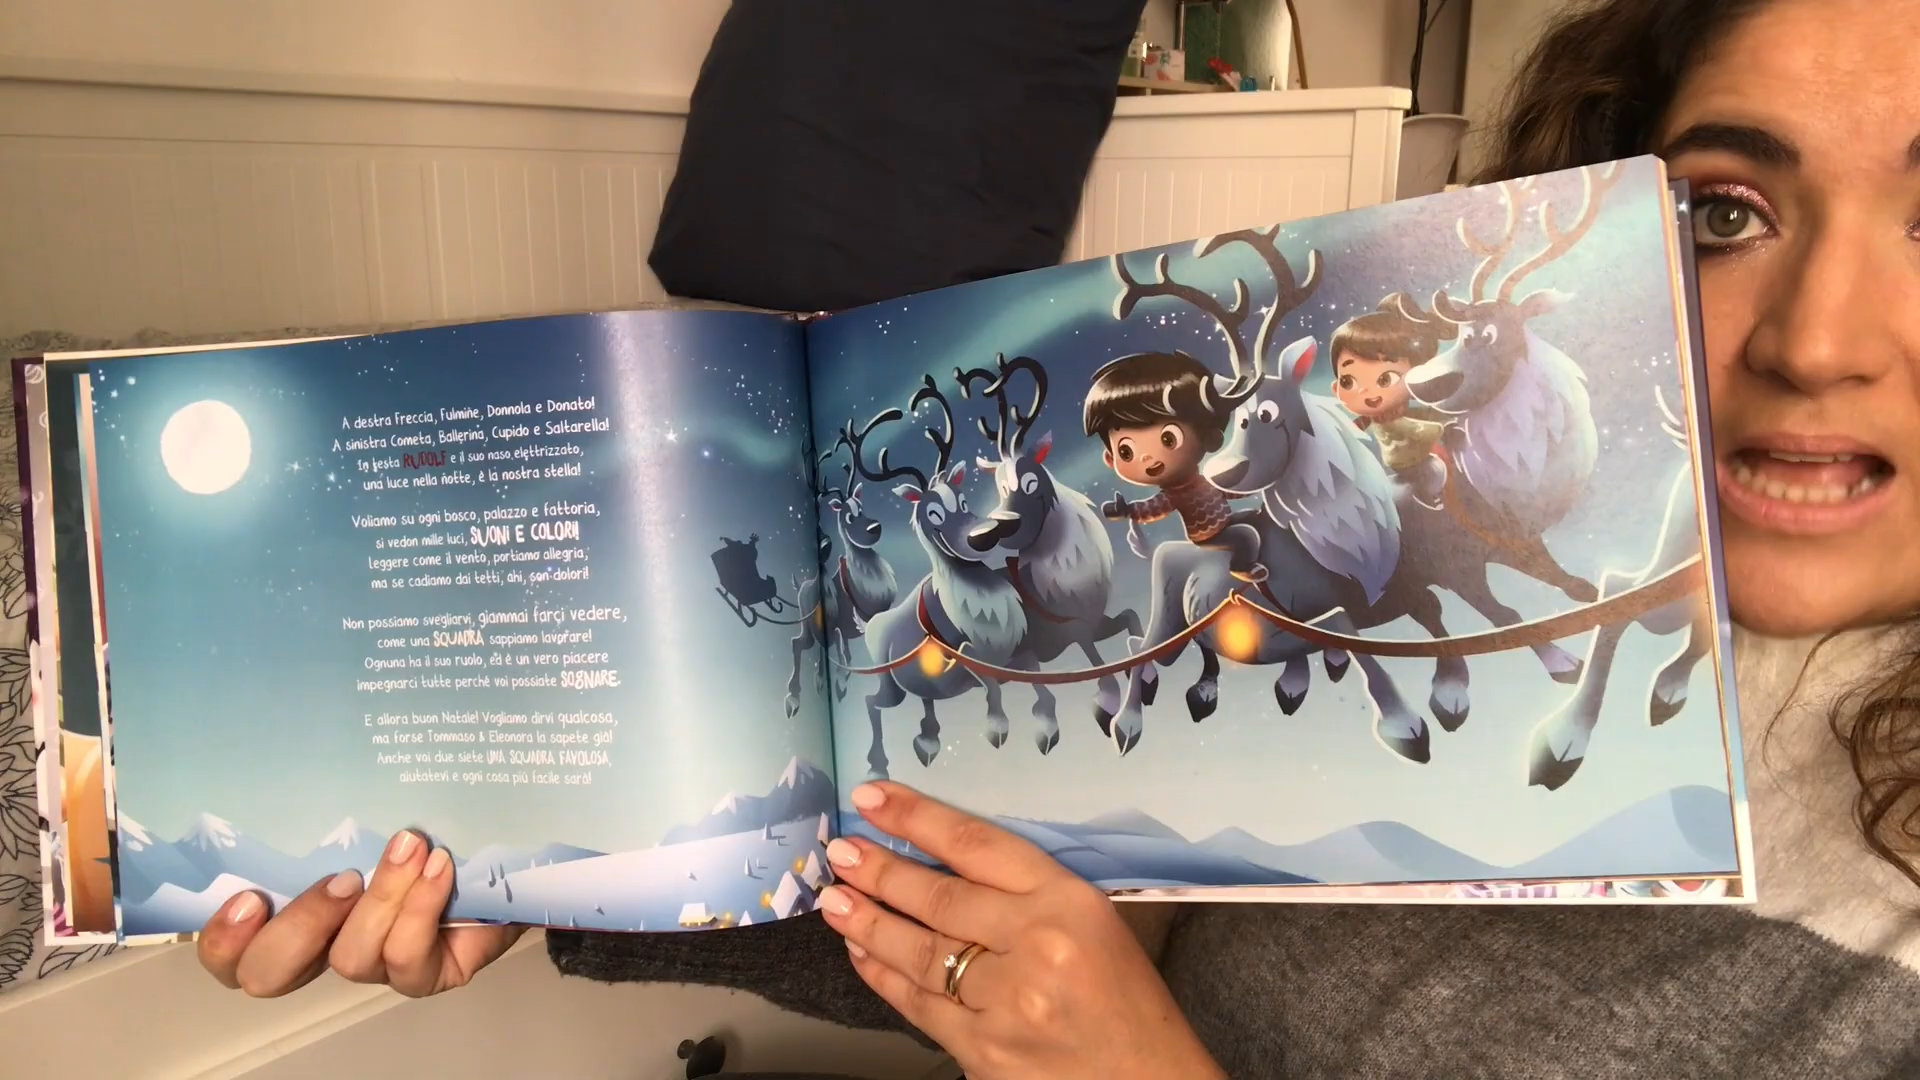 A destra Freccia, Fulmine, Donnola e Donato!
A sinistra Cometa, Ballerina, Cupido e Saltarella!
In testa RUDOLF e il suo naso elettrizzato,
una luce nella notte, è la nostra stella!
Voliamo su ogni bosco, palazzo e fattoria,
si vedon mille luci, SUONI E COLORI!
leggere come il vento, portiamo allegria,
ma se cadiamo dai tetti, ahi, son dolori!
Non possiamo svegliarvi, giammai farci vedere,
come una SQUADRA sappiamo lavorare!
Ognuna ha il suo ruolo, ed è un vero piacere
impegnarci tutte perché voi possiate SOGNARE.
E allora buon Natale! Vogliamo dirvi qualcosa,
ma forse Tommaso & Eleonora la sapete già!
Anche voi due siete UNA SQUADRA FAVOLOSA,
aiutatevi e ogni cosa più facile sarà!